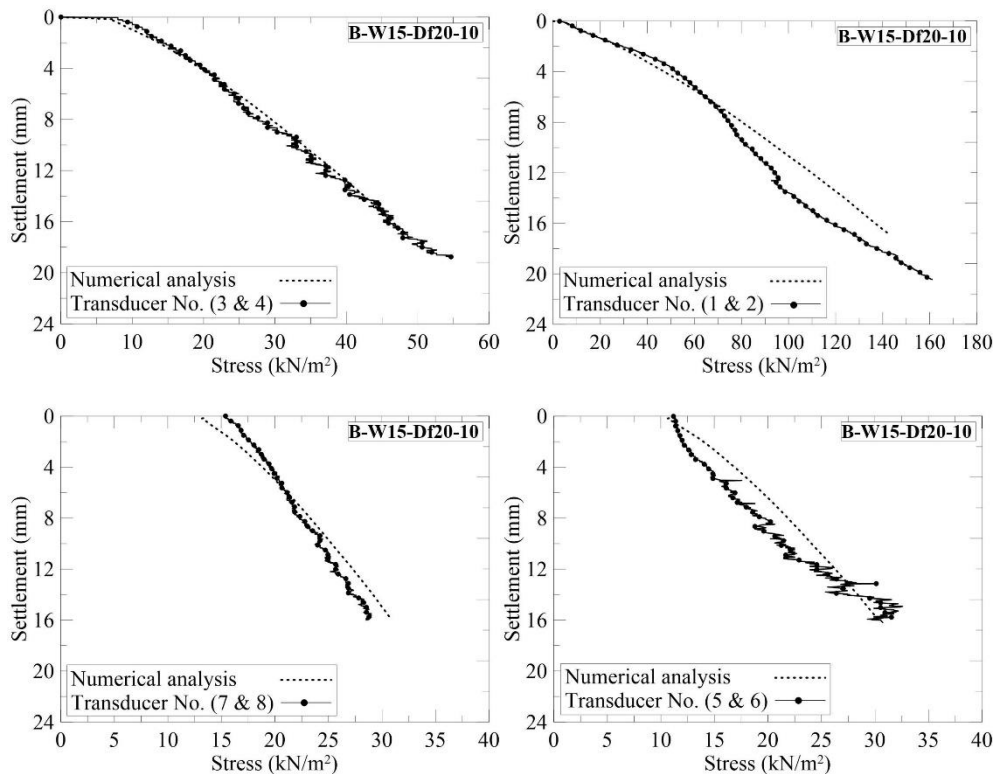 B-W15-Df20-10
0
4
8
12
16
20
24
Settlement (mm)
Numerical analysis
Transducer No. (3 & 4)
0 10 20 30 40 50 60
Stress (kN/m²)
B-W15-Df20-10
0
4
8
12
16
20
24
Settlement (mm)
Numerical analysis
Transducer No. (1 & 2)
0 20 40 60 80 100 120 140 160 180
Stress (kN/m²)
B-W15-Df20-10
0
4
8
12
16
20
24
Settlement (mm)
Numerical analysis
Transducer No. (7 & 8)
0 5 10 15 20 25 30 35 40
Stress (kN/m²)
B-W15-Df20-10
0
4
8
12
16
20
24
Settlement (mm)
Numerical analysis
Transducer No. (5 & 6)
0 5 10 15 20 25 30 35 40
Stress (kN/m²)